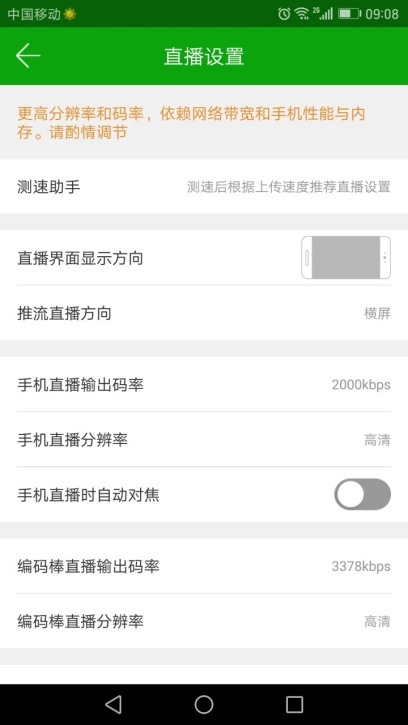 中国移动
2G 09:08
直播设置
更高分辨率和码率，依赖网络带宽和手机性能与内
存。请酌情调节
测速助手 测速后根据上传速度推荐直播设置
直播界面显示方向
推流直播方向 横屏
手机直播输出码率 2000kbps
手机直播分辨率 高清
手机直播时自动对焦
编码棒直播输出码率 3378kbps
编码棒直播分辨率 高清